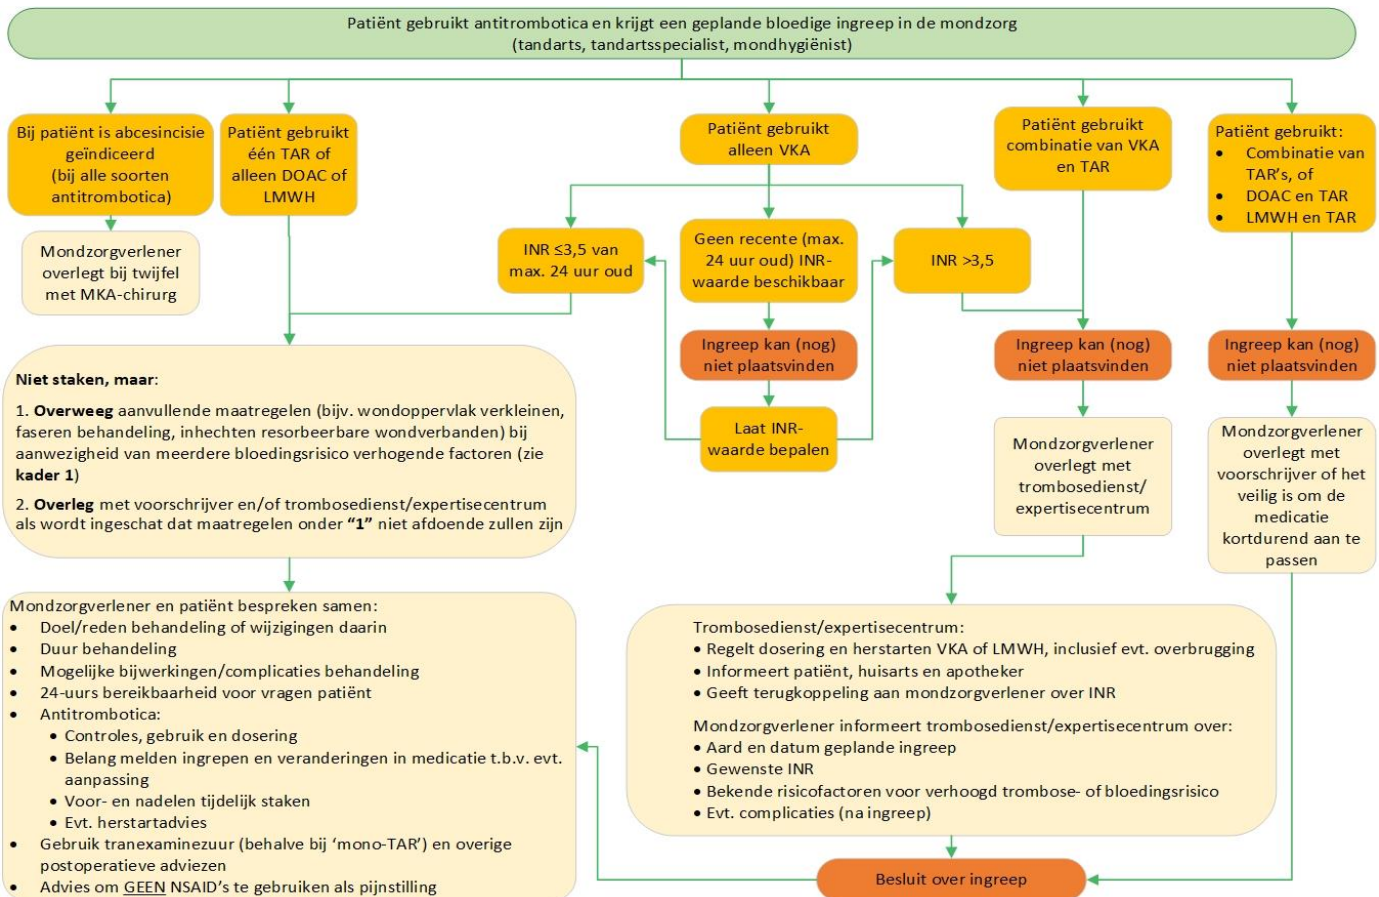 Patiënt gebruikt antitrombotica en krijgt een geplande bloedige ingreep in de mondzorg
(tandarts, tandartsspecialist, mondhygiënist)
Bij patiënt is abcesincisie
geïndiceerd
(bij alle soorten
antitrombotica)
Patiënt gebruikt
één TAR of
alleen DOAC of
LMWH
Patiënt gebruikt
alleen VKA
Patiënt gebruikt
combinatie van VKA
en TAR
Patiënt gebruikt:
• Combinatie van
TAR's, of
• DOAC en TAR
• LMWH en TAR
Mondzorgverlener
overlegt bij twijfel
met MKA-chirurg
INR ≤3,5 van
max. 24 uur oud
Geen recente (max.
24 uur oud) INR-
waarde beschikbaar
INR >3,5
Ingreep kan (nog)
niet plaatsvinden
Ingreep kan (nog)
niet plaatsvinden
Ingreep kan (nog)
niet plaatsvinden
Laat INR-
waarde bepalen
Niet staken, maar:
1. Overweeg aanvullende maatregelen (bijv. wondoppervlak verkleinen,
faseren behandeling, inhechten resorbeerbare wondverbanden) bij
aanwezigheid van meerdere bloedingsrisico verhogende factoren (zie
kader 1)
2. Overleg met voorschrijver en/of trombosedienst/expertisecentrum
als wordt ingeschat dat maatregelen onder “1” niet afdoende zullen zijn
Mondzorgverlener
overlegt met
trombosedienst/
expertisecentrum
Mondzorgverlener
overlegt met
voorschrijver of het
veilig is om de
medicatie
kortdurend aan te
passen
Mondzorgverlener en patiënt bespreken samen:
• Doel/reden behandeling of wijzigingen daarin
• Duur behandeling
• Mogelijke bijwerkingen/complicaties behandeling
• 24-uurs bereikbaarheid voor vragen patiënt
• Antitrombotica:
• Controles, gebruik en dosering
• Belang melden ingrepen en veranderingen in medicatie t.b.v. evt.
aanpassing
• Voor- en nadelen tijdelijk staken
• Evt. herstartadvies
• Gebruik tranexaminezuur (behalve bij ‘mono-TAR’) en overige
postoperatieve adviezen
• Advies om GEEN NSAID’s te gebruiken als pijnstilling
Trombosedienst/expertisecentrum:
• Regelt dosering en herstarten VKA of LMWH, inclusief evt. overbrugging
• Informeert patiënt, huisarts en apotheker
• Geeft terugkoppeling aan mondzorgverlener over INR
Mondzorgverlener informeert trombosedienst/expertisecentrum over:
• Aard en datum geplande ingreep
• Gewenste INR
• Bekende risicofactoren voor verhoogd trombose- of bloedingsrisico
• Evt. complicaties (na ingreep)
Besluit over ingreep